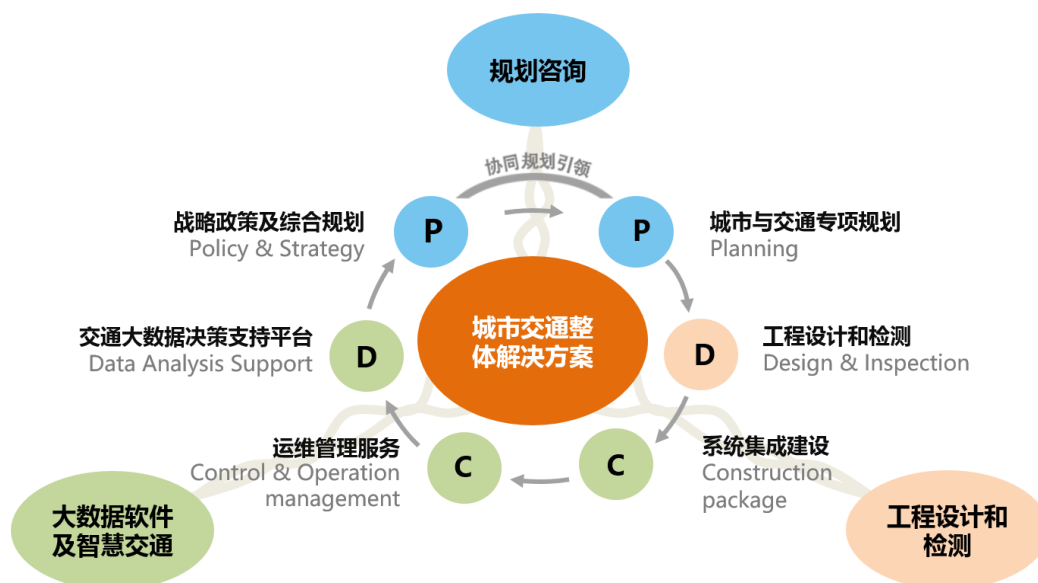 规划咨询
协同规划引领
战略政策及综合规划
Policy & Strategy
P
P
城市与交通专项规划
Planning
交通大数据决策支持平台
Data Analysis Support
D
城市交通整
体解决方案
D
工程设计和检测
Design & Inspection
运维管理服务
Control & Operation
management
C
C
系统集成建设
Construction
package
大数据软件
及智慧交通
工程设计和
检测